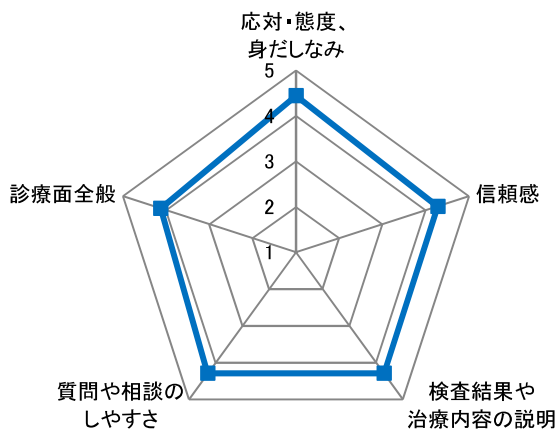 応対・態度、
身だしなみ
5
4
3
2
1
診療面全般
信頼感
質問や相談の
しやすさ
検査結果や
治療内容の説明